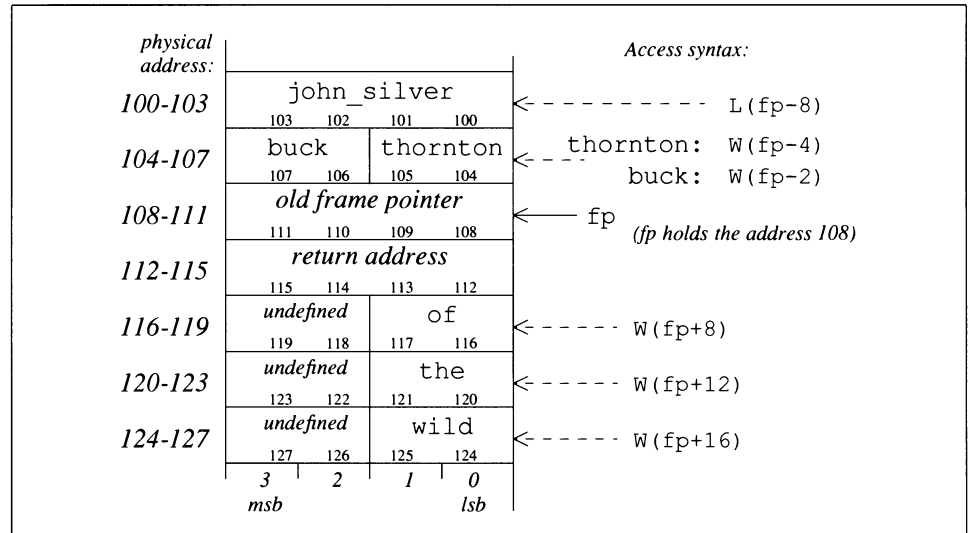 physical address:
Access syntax:
100-103
john_silver
103 102 101 100
L(fp-8)
104-107
buck thornton
107 106 105 104
thornton: W(fp-4)
buck: W(fp-2)
108-111
old frame pointer
111 110 109 108
fp
(fp holds the address 108)
112-115
return address
115 114 113 112
116-119
undefined of
119 118 117 116
W(fp+8)
120-123
undefined the
123 122 121 120
W(fp+12)
124-127
undefined wild
127 126 125 124
W(fp+16)
3 2 1 0
msb lsb